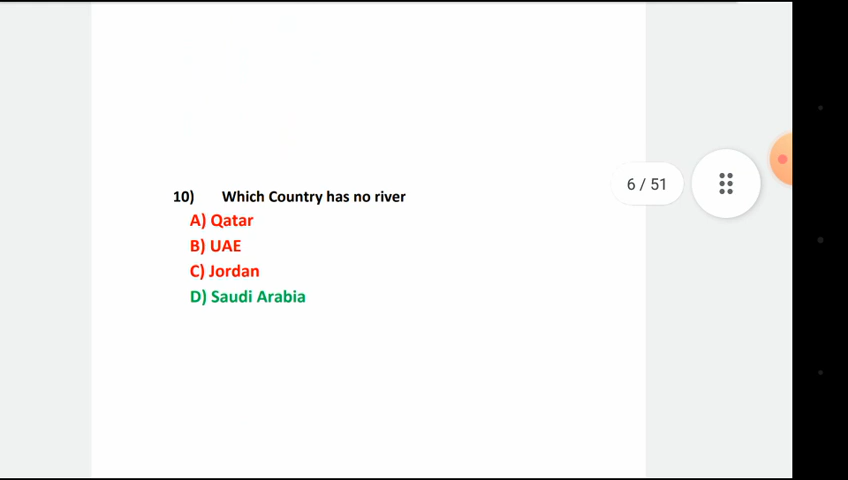 10) Which Country has no river
A) Qatar
B) UAE
C) Jordan
D) Saudi Arabia
6 / 51